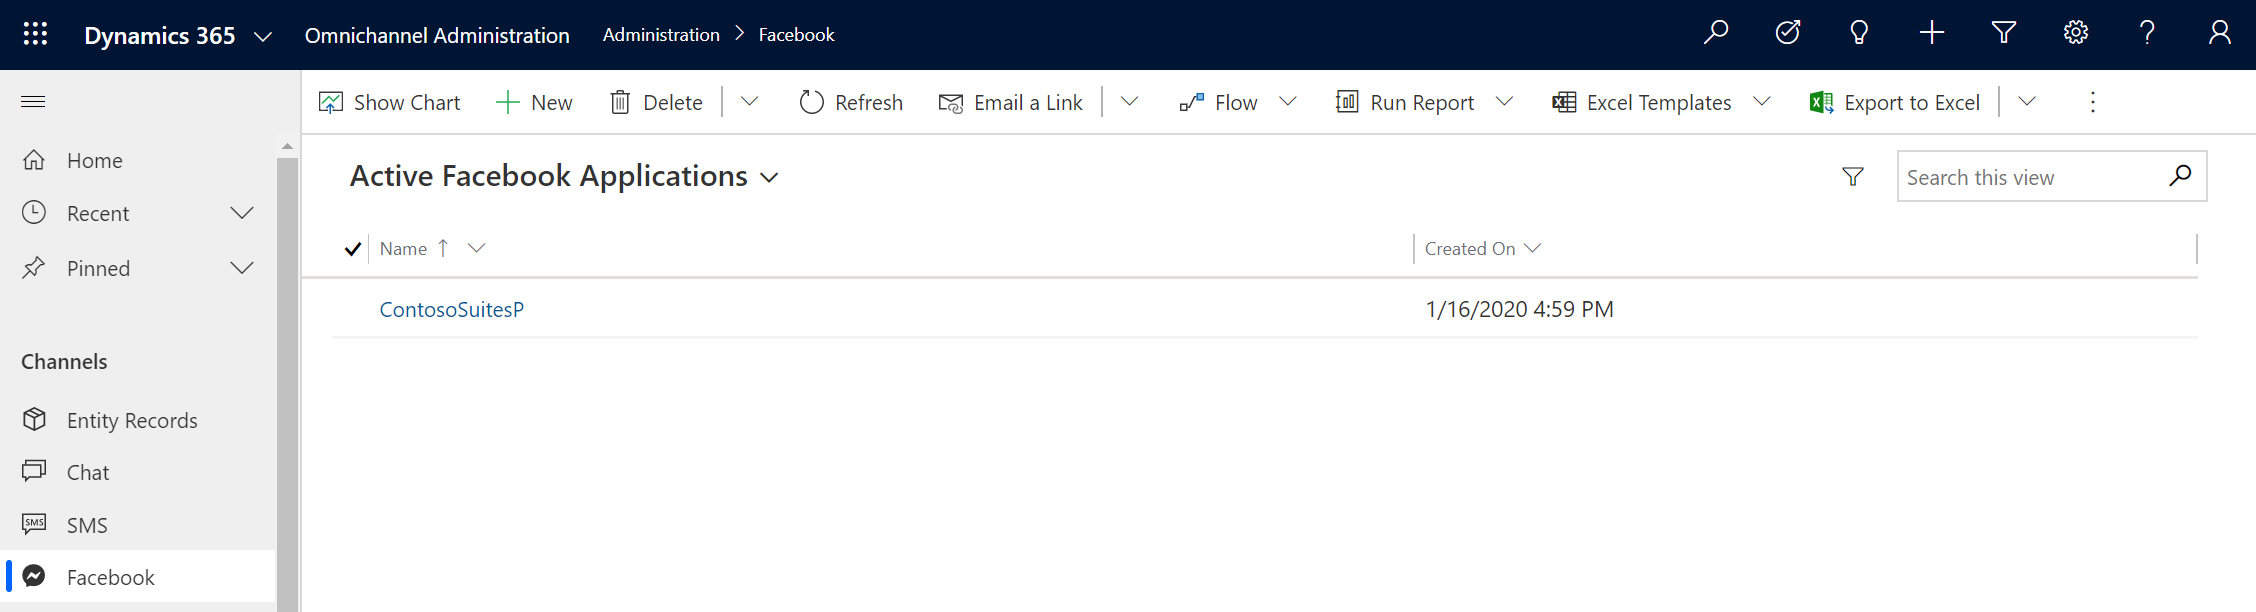 Dynamics 365 Omnichannel Administration Administration > Facebook
Show Chart New Delete Refresh Email a Link Flow Run Report Excel Templates Export to Excel
Home
Recent
Pinned
Channels
Entity Records
Chat
SMS SMS
Facebook
Active Facebook Applications
Search this view
Name ↑ Created On
ContosoSuitesP 1/16/2020 4:59 PM